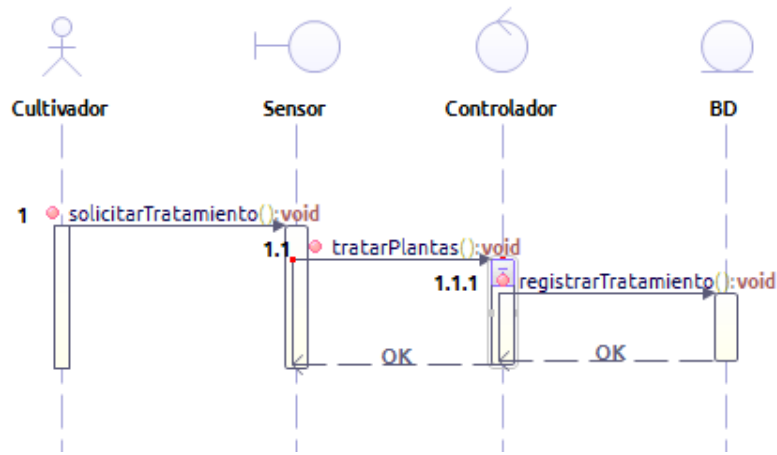 Cultivador Sensor Controlador BD
1 solicitarTratamiento():void
1.1 tratarPlantas():void
1.1.1 registrarTratamiento():void
OK OK